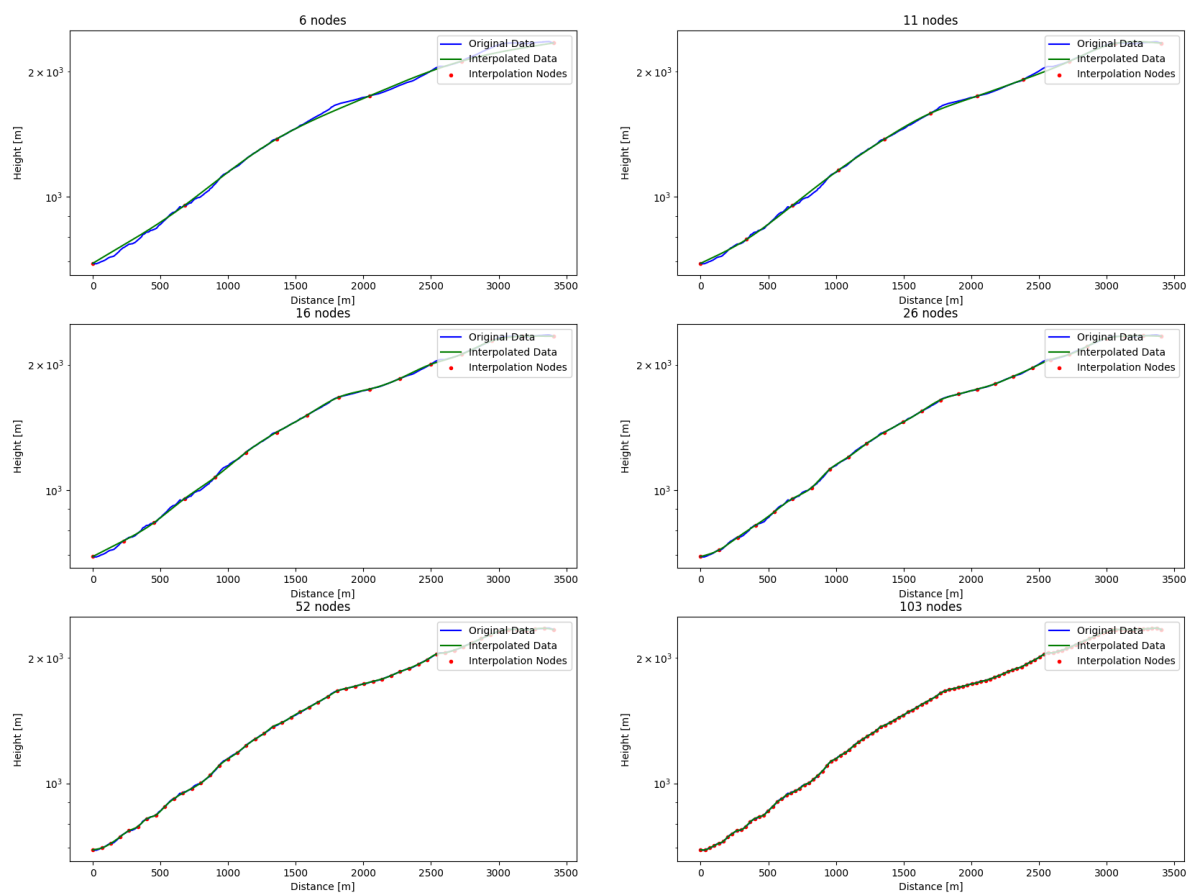 6 nodes
Height [m]
2 × 10³
10³
Original Data
Interpolated Data
Interpolation Nodes
0 500 1000 1500 2000 2500 3000 3500
Distance [m]
11 nodes
Height [m]
2 × 10³
10³
Original Data
Interpolated Data
Interpolation Nodes
0 500 1000 1500 2000 2500 3000 3500
Distance [m]
16 nodes
Height [m]
2 × 10³
10³
Original Data
Interpolated Data
Interpolation Nodes
0 500 1000 1500 2000 2500 3000 3500
Distance [m]
26 nodes
Height [m]
2 × 10³
10³
Original Data
Interpolated Data
Interpolation Nodes
0 500 1000 1500 2000 2500 3000 3500
Distance [m]
52 nodes
Height [m]
2 × 10³
10³
Original Data
Interpolated Data
Interpolation Nodes
0 500 1000 1500 2000 2500 3000 3500
Distance [m]
103 nodes
Height [m]
2 × 10³
10³
Original Data
Interpolated Data
Interpolation Nodes
0 500 1000 1500 2000 2500 3000 3500
Distance [m]